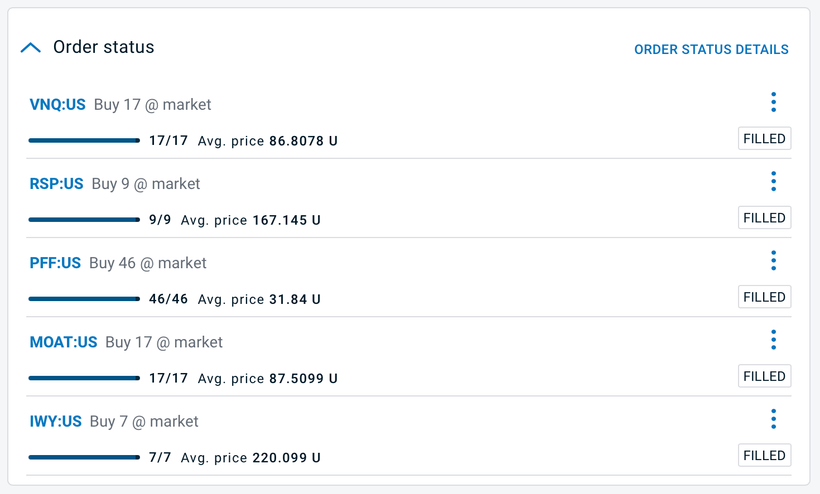 Order status
ORDER STATUS DETAILS
VNQ:US Buy 17 @ market
17/17 Avg. price 86.8078 U
FILLED
RSP:US Buy 9 @ market
9/9 Avg. price 167.145 U
FILLED
PFF:US Buy 46 @ market
46/46 Avg. price 31.84 U
FILLED
MOAT:US Buy 17 @ market
17/17 Avg. price 87.5099 U
FILLED
IWY:US Buy 7 @ market
7/7 Avg. price 220.099 U
FILLED